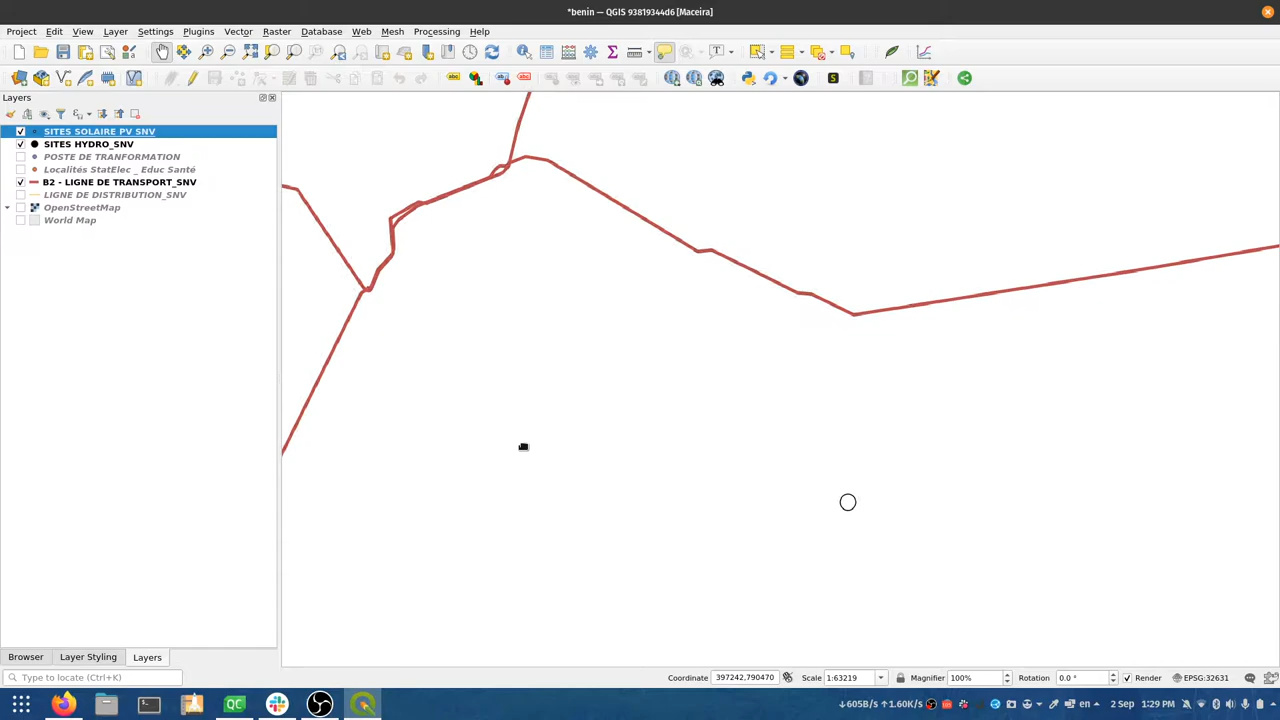 *benin — QGIS 93819344d6 [Maceira]
Project Edit View Layer Settings Plugins Vector Raster Database Web Mesh Processing Help
Layers
SITES SOLAIRE PV SNV
SITES HYDRO_SNV
POSTE DE TRANFORMATION
Localités StatElec _ Educ Santé
B2 - LIGNE DE TRANSPORT_SNV
LIGNE DE DISTRIBUTION_SNV
OpenStreetMap
World Map
Browser Layer Styling Layers
Type to locate (Ctrl+K) Coordinate 397242,790470 Scale 1:63219 Magnifier 100% Rotation 0.0 ° Render EPSG:32631
↓605B/s ↑1.60K/s en 2 Sep 1:29 PM